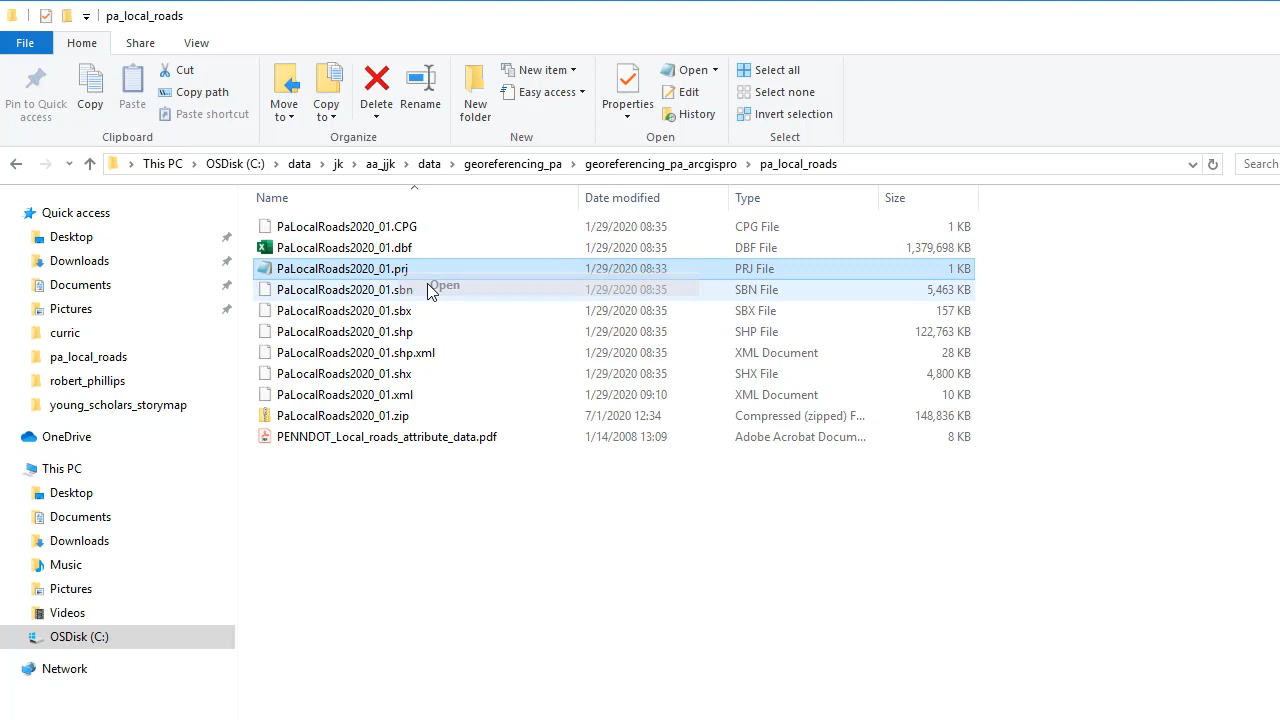 pa_local_roads
File Home Share View
Pin to Quick access
Copy
Paste
Cut
Copy path
Paste shortcut
Clipboard
Move to
Copy to
Delete
Rename
Organize
New folder
New item
Easy access
New
Properties
Open
Edit
History
Open
Select all
Select none
Invert selection
Select
This PC > OSDisk (C:) > data > jk > aa_jjk > data > georeferencing_pa > georeferencing_pa_arcgispro > pa_local_roads
Search
Quick access
Desktop
Downloads
Documents
Pictures
curric
pa_local_roads
robert_phillips
young_scholars_storymap
OneDrive
This PC
Desktop
Documents
Downloads
Music
Pictures
Videos
OSDisk (C:)
Network
Name Date modified Type Size
PaLocalRoads2020_01.CPG 1/29/2020 08:35 CPG File 1 KB
PaLocalRoads2020_01.dbf 1/29/2020 08:35 DBF File 1,379,698 KB
PaLocalRoads2020_01.prj 1/29/2020 08:33 PRJ File 1 KB
Open
PaLocalRoads2020_01.sbn 1/29/2020 08:35 SBN File 5,463 KB
PaLocalRoads2020_01.sbx 1/29/2020 08:35 SBX File 157 KB
PaLocalRoads2020_01.shp 1/29/2020 08:35 SHP File 122,763 KB
PaLocalRoads2020_01.shp.xml 1/29/2020 08:35 XML Document 28 KB
PaLocalRoads2020_01.shx 1/29/2020 08:35 SHX File 4,800 KB
PaLocalRoads2020_01.xml 1/29/2020 09:10 XML Document 10 KB
PaLocalRoads2020_01.zip 7/1/2020 12:34 Compressed (zipped) F... 148,836 KB
PENNDOT_Local_roads_attribute_data.pdf 1/14/2008 13:09 Adobe Acrobat Docum... 8 KB